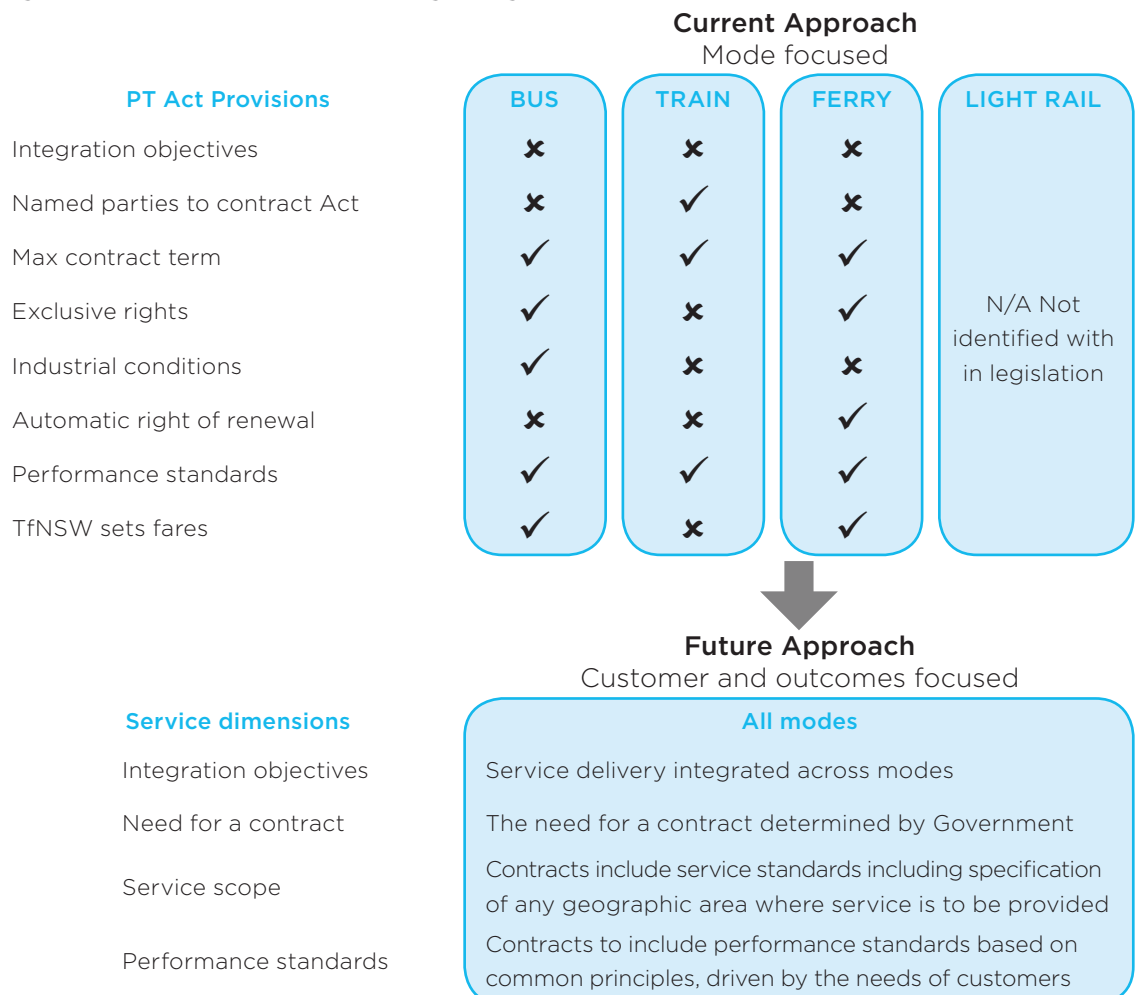 Current Approach
Mode focused
PT Act Provisions BUS TRAIN FERRY LIGHT RAIL
Integration objectives ✘ ✘ ✘
Named parties to contract Act ✘ ✓ ✘
Max contract term ✓ ✓ ✓
Exclusive rights ✓ ✘ ✓
Industrial conditions ✓ ✘ ✘
Automatic right of renewal ✘ ✘ ✓
Performance standards ✓ ✓ ✓
TfNSW sets fares ✓ ✘ ✓
N/A Not
identified with
in legislation
Future Approach
Customer and outcomes focused
Service dimensions All modes
Integration objectives Service delivery integrated across modes
Need for a contract The need for a contract determined by Government
Service scope Contracts include service standards including specification
of any geographic area where service is to be provided
Performance standards Contracts to include performance standards based on
common principles, driven by the needs of customers